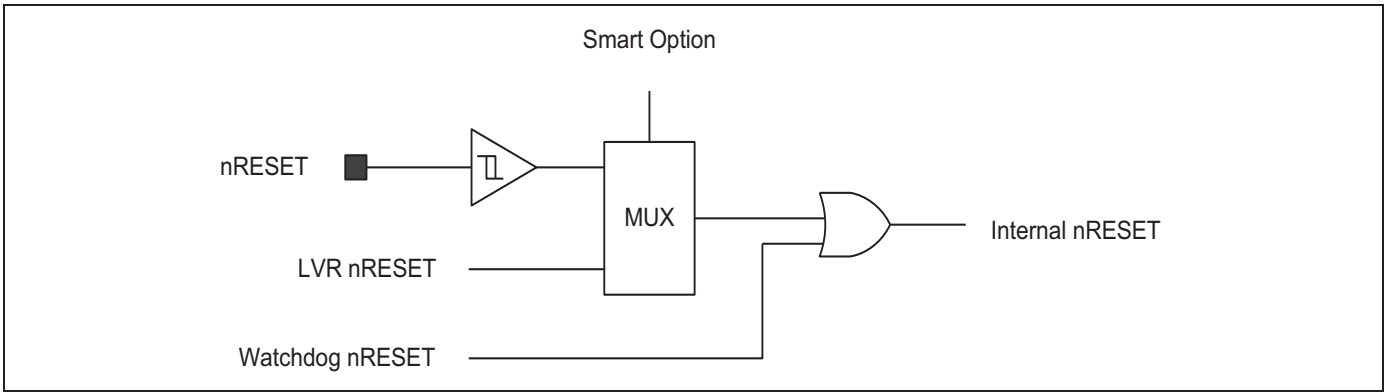 Smart Option
nRESET
MUX
Internal nRESET
LVR nRESET
Watchdog nRESET